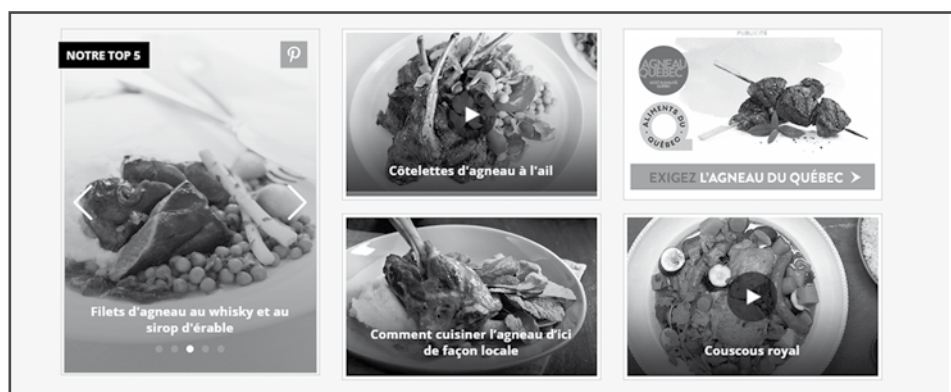 NOTRE TOP 5
Filets d'agneau au whisky et au
sirop d'érable
Côtelettes d'agneau à l'ail
Comment cuisiner l’agneau d’ici
de façon locale
PUBLICITÉ
AGNEAU
QUÉBEC
ALIMENTS DU
QUÉBEC
EXIGEZ L'AGNEAU DU QUÉBEC
Couscous royal